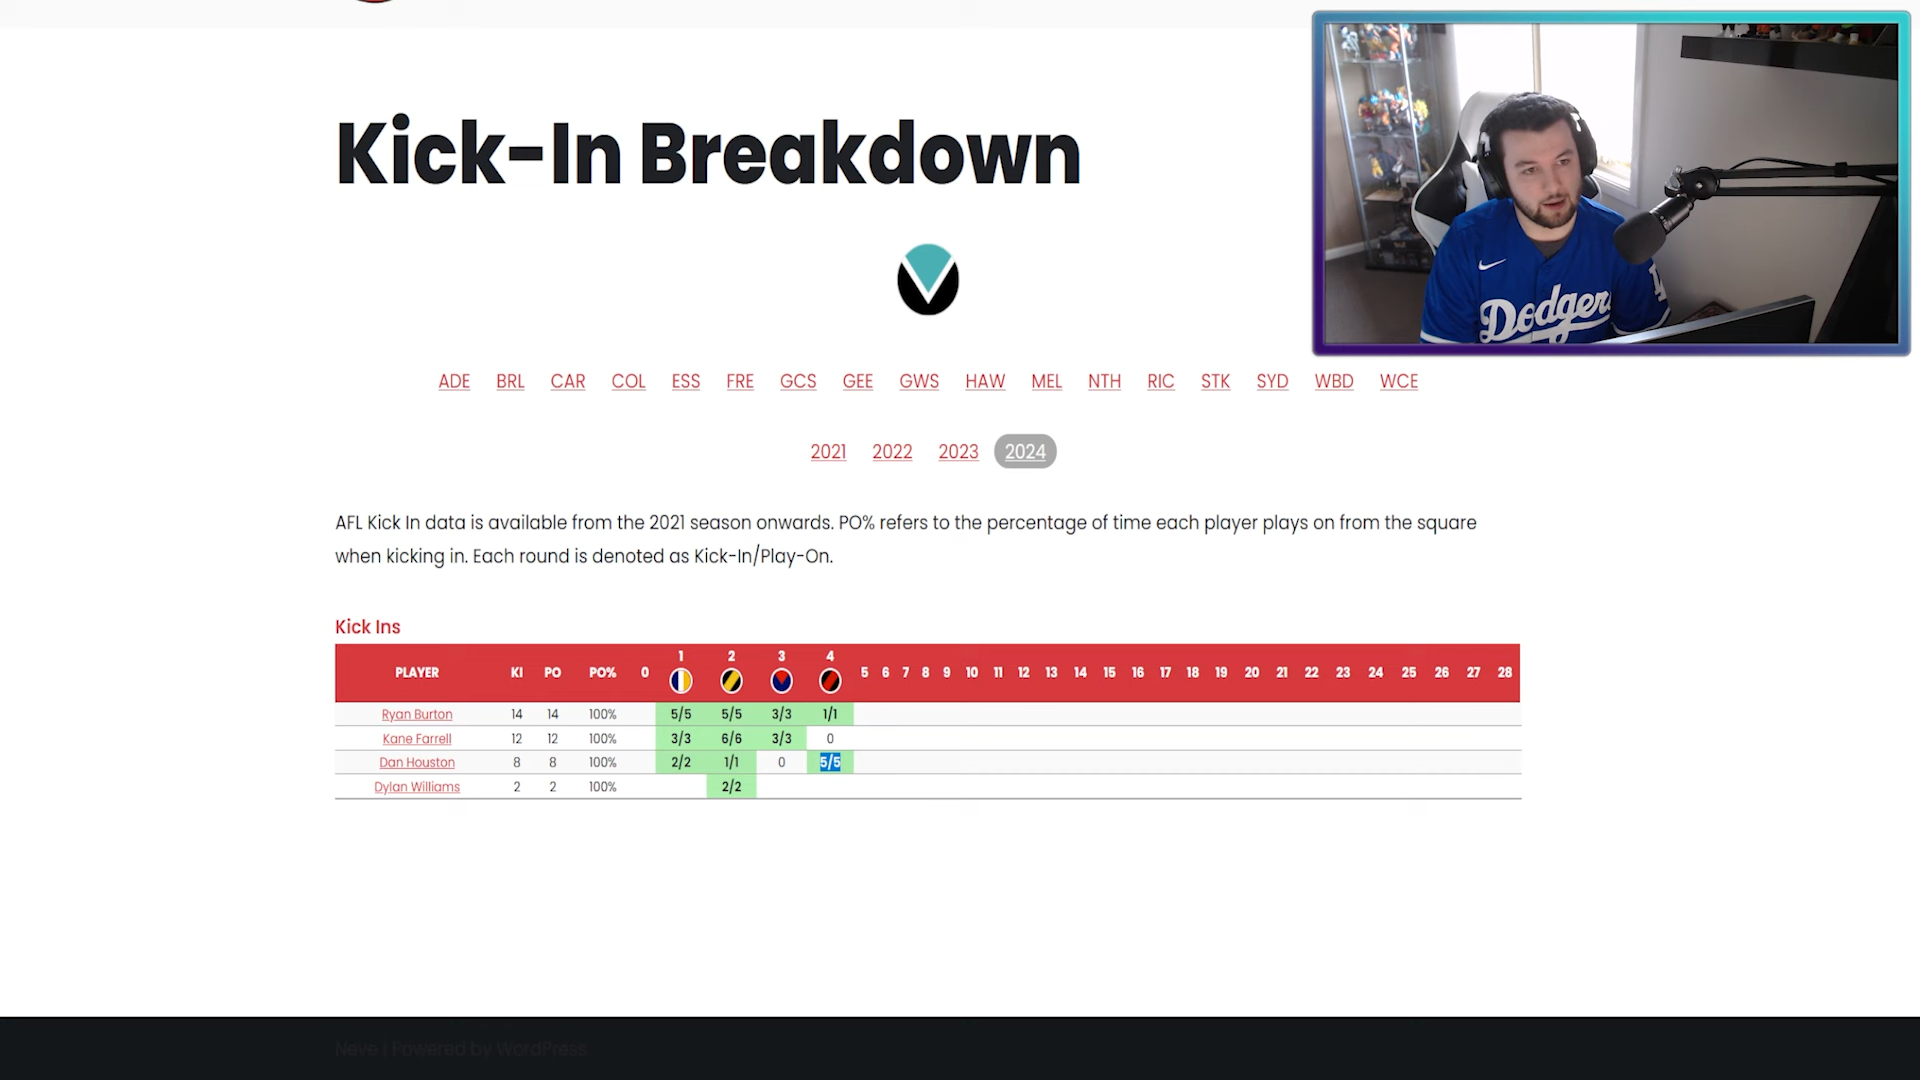 Kick-In Breakdown
Dodgers
ADE BRL CAR COL ESS FRE GCS GEE GWS HAW MEL NTH RIC STK SYD WBD WCE
2021 2022 2023 2024
AFL Kick In data is available from the 2021 season onwards. PO% refers to the percentage of time each player plays on from the square
when kicking in. Each round is denoted as Kick-In/Play-On.
Kick Ins
PLAYER KI PO PO% 0 1 2 3 4 5 6 7 8 9 10 11 12 13 14 15 16 17 18 19 20 21 22 23 24 25 26 27 28
Ryan Burton 14 14 100% 5/5 5/5 3/3 1/1
Kane Farrell 12 12 100% 3/3 6/6 3/3 0
Dan Houston 8 8 100% 2/2 1/1 0 5/5
Dylan Williams 2 2 100% 2/2
Neve | Powered by WordPress